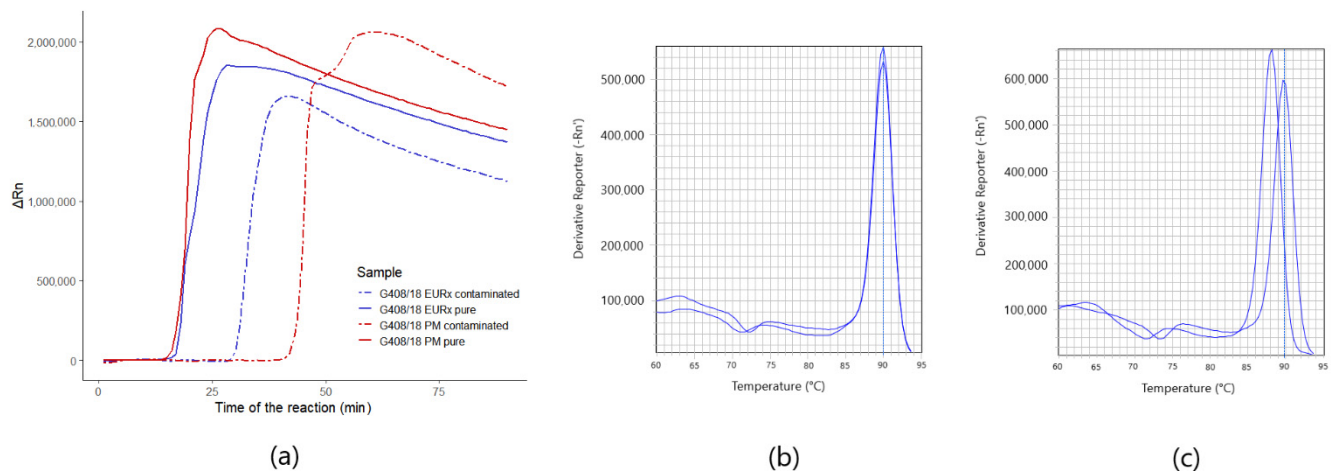 2,000,000
1,500,000
1,000,000
500,000
0
ΔRn
0 25 50 75
Time of the reaction (min)
Sample
G408/18 EURx contaminated
G408/18 EURx pure
G408/18 PM contaminated
G408/18 PM pure
(a)
500,000
400,000
300,000
200,000
100,000
Derivative Reporter (-Rn')
60 65 70 75 80 85 90 95
Temperature (°C)
(b)
600,000
500,000
400,000
300,000
200,000
100,000
Derivative Reporter (-Rn')
60 65 70 75 80 85 90 95
Temperature (°C)
(c)